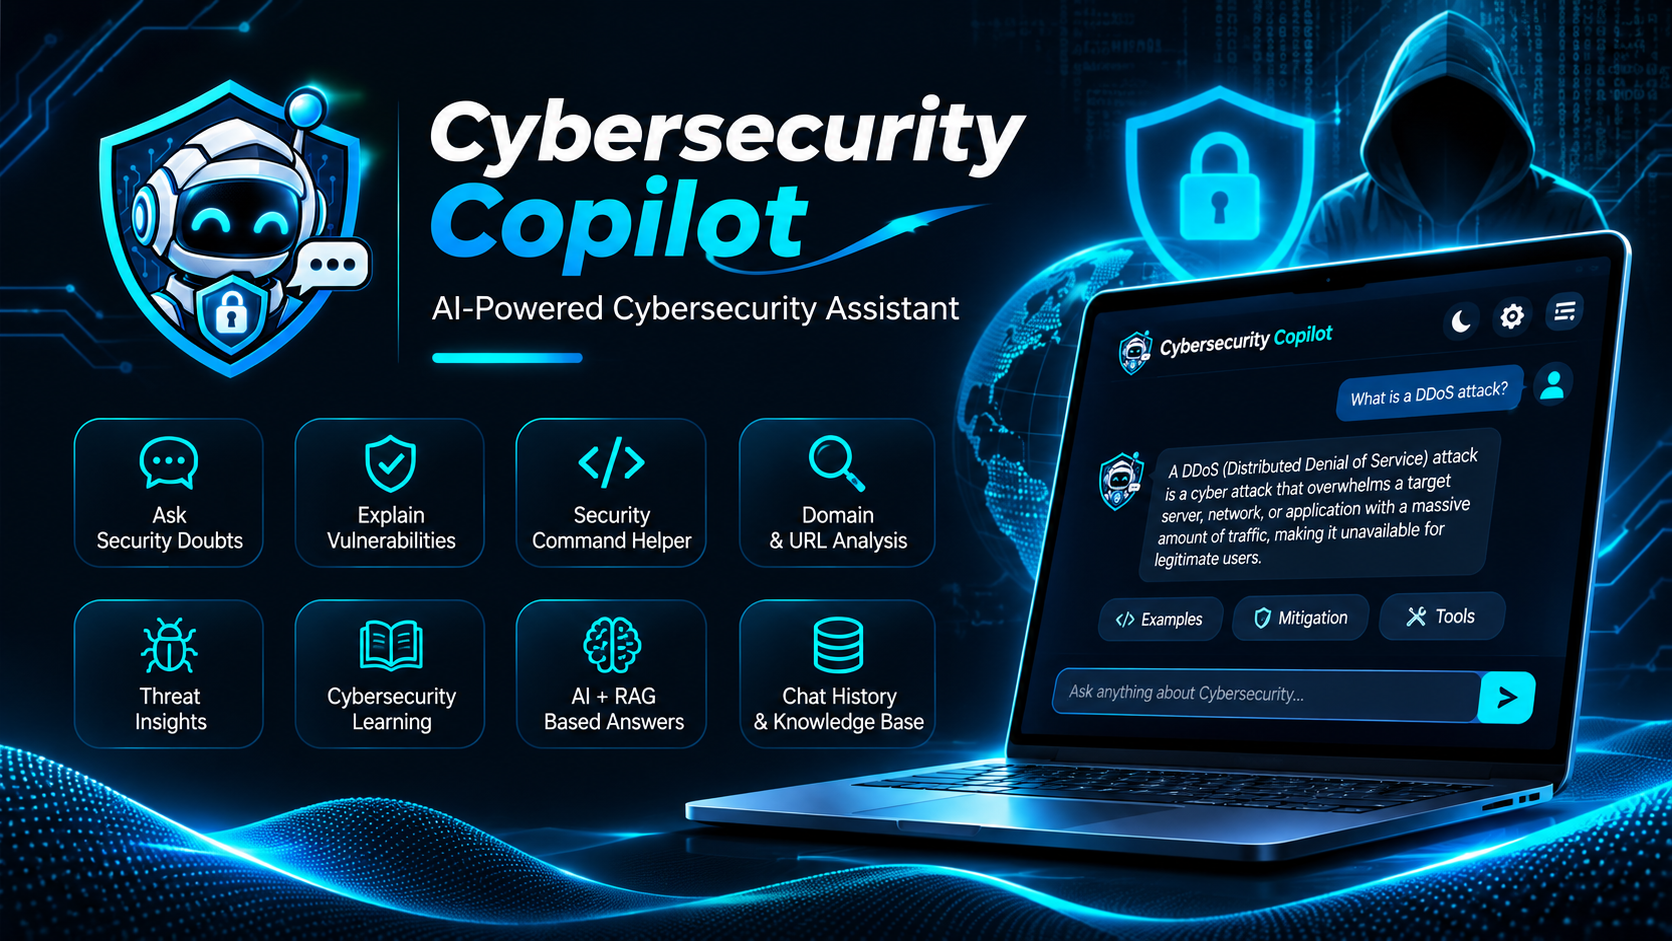 Cybersecurity
Copilot
AI-Powered Cybersecurity Assistant
Ask
Security Doubts
Explain
Vulnerabilities
Security
Command Helper
Domain
& URL Analysis
Threat
Insights
Cybersecurity
Learning
AI + RAG
Based Answers
Chat History
& Knowledge Base
Cybersecurity Copilot
What is a DDoS attack?
A DDoS (Distributed Denial of Service) attack
is a cyber attack that overwhelms a target
server, network, or application with a massive
amount of traffic, making it unavailable for
legitimate users.
Examples
Mitigation
Tools
Ask anything about Cybersecurity...